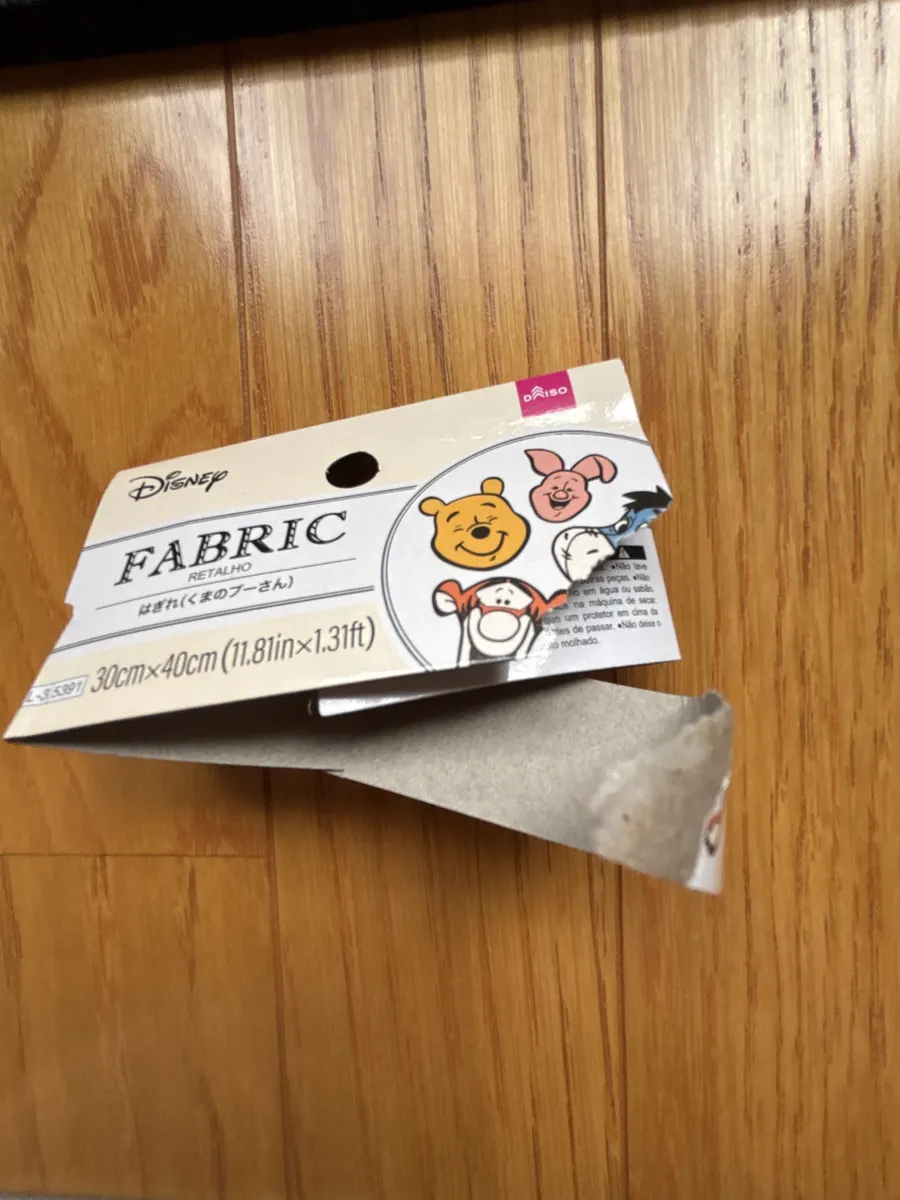 DAISO
Disney
FABRIC
RETALHO
はぎれ(くまのプーさん)
30cm×40cm (11.81in×1.31ft)
L-3 5391
•Não lave
peças. •Não
em água ou sabão.
na máquina de secar.
um protetor em cima da
de passar. •Não deixe o
molhado.